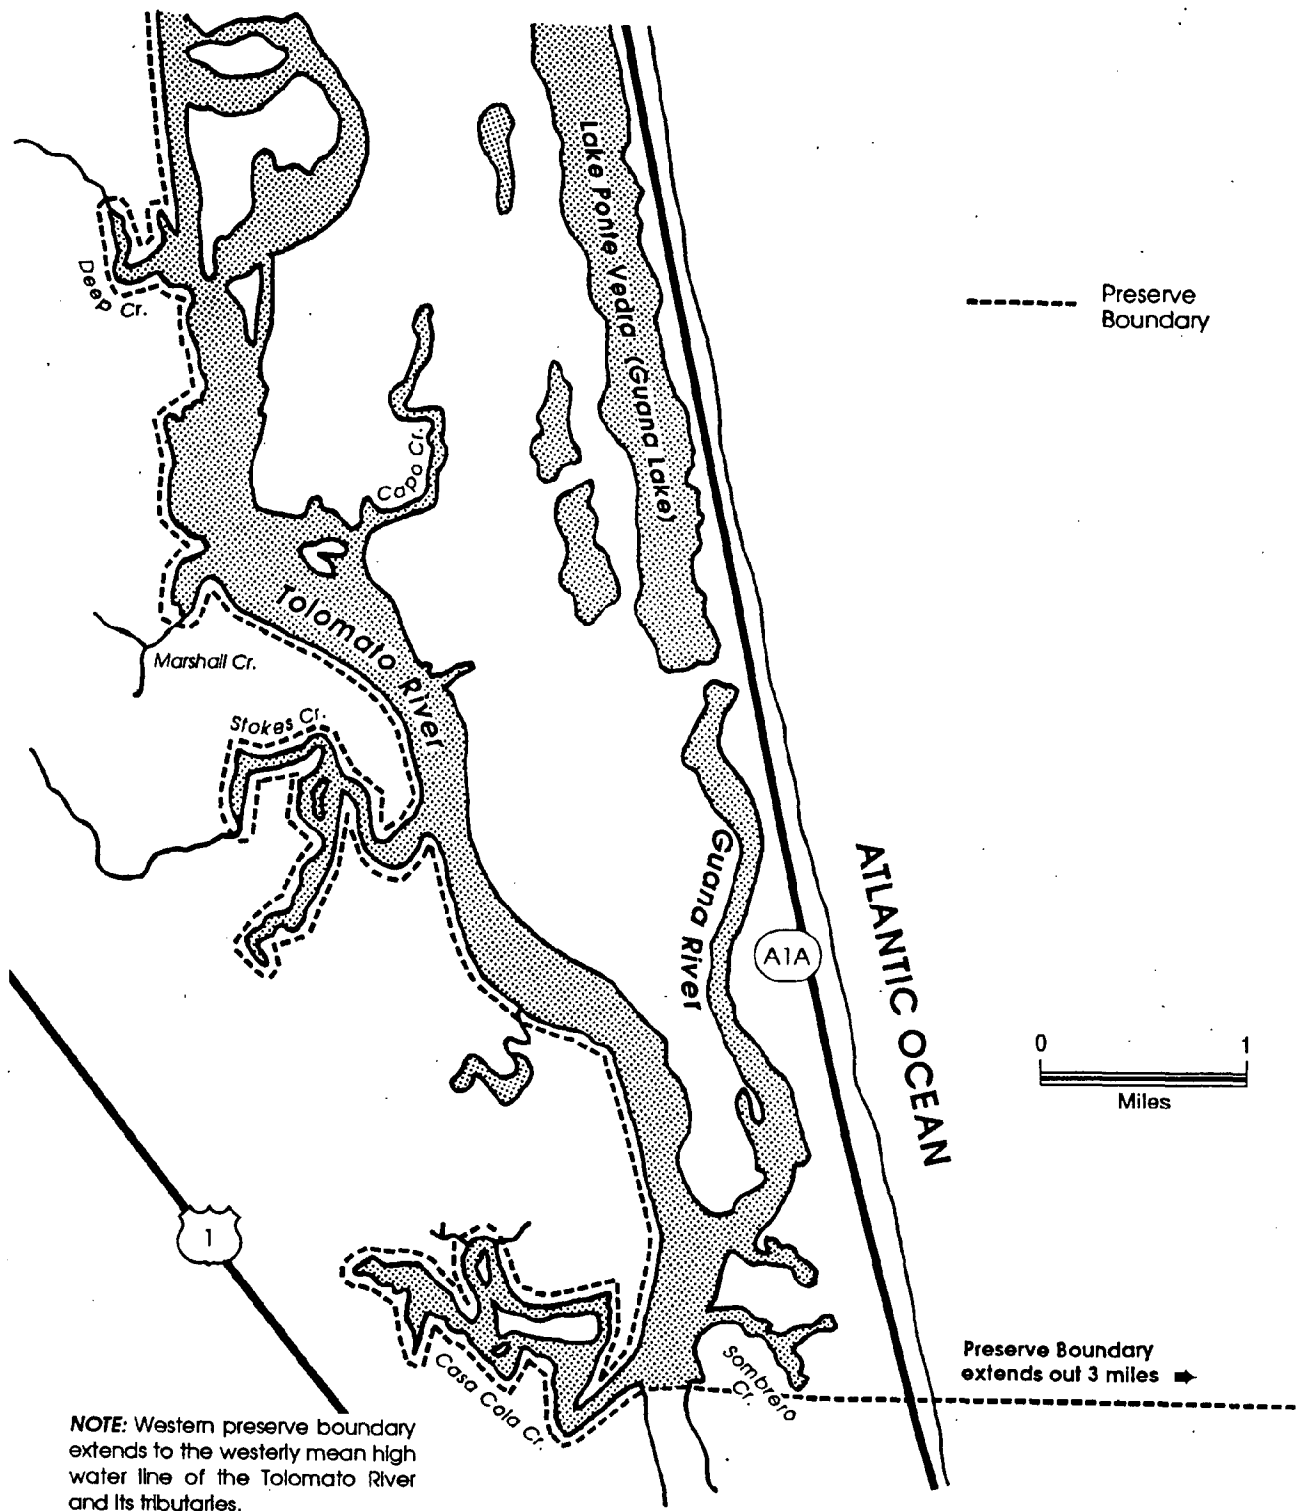 Lake Ponte Vedra (Guana Lake)
Deep Cr.
Preserve
Boundary
Capo Cr.
Tolomato River
Marshall Cr.
Stokes Cr.
Guana River
ATLANTIC OCEAN
A1A
0 1
Miles
1
Preserve Boundary
extends out 3 miles
Sombrero
Cr.
Casa Cola Cr.
NOTE: Western preserve boundary
extends to the westerly mean high
water line of the Tolomato River
and its tributaries.